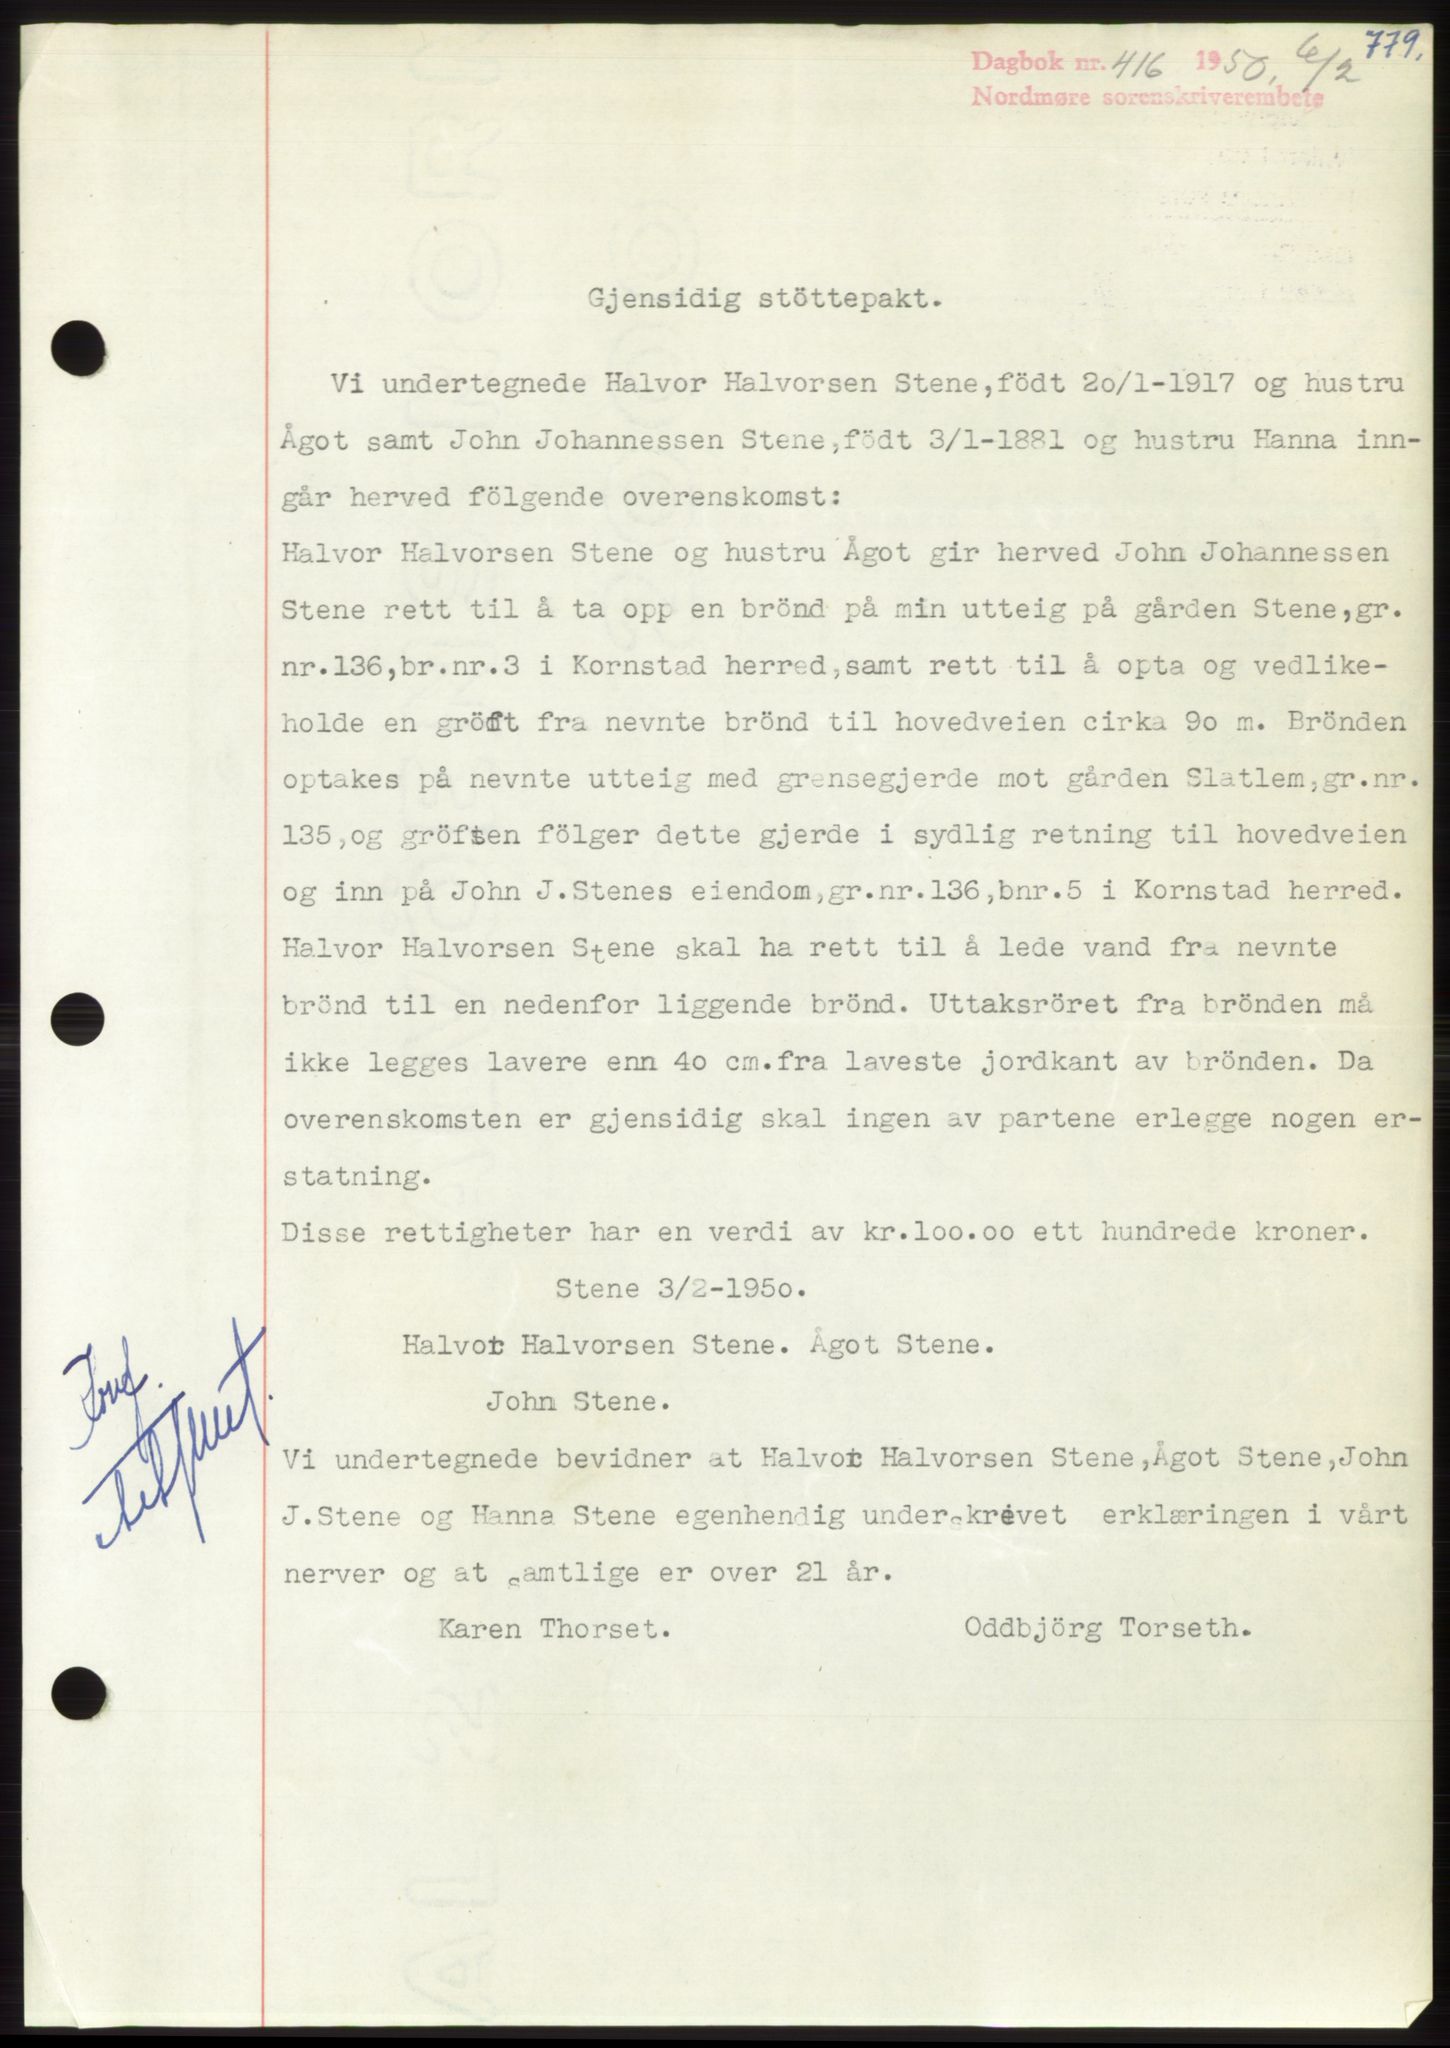 779.
Dagbok nr. 416 1950. 6/2
Nordmøre sorenskriverembete
Gjensidig stöttepakt.
Vi undertegnede Halvor Halvorsen Stene,födt 2o/1-1917 og hustru
Ågot samt John Johannessen Stene,födt 3/1-1881 og hustru Hanna inn-
går herved fölgende overenskomst:
Halvor Halvorsen Stene og hustru Ågot gir herved John Johannessen
Stene rett til å ta opp en brönd på min utteig på gården Stene,gr.
nr.136,br.nr.3 i Kornstad herred,samt rett til å opta og vedlike-
holde en gröft fra nevnte brönd til hovedveien cirka 9o m. Brönden
optakes på nevnte utteig med grensegjerde mot gården Slatlem,gr.nr.
135,og gröften fölger dette gjerde i sydlig retning til hovedveien
og inn på John J.Stenes eiendom,gr.nr.136,bnr.5 i Kornstad herred.
Halvor Halvorsen Stene skal ha rett til å lede vand fra nevnte
brönd til en nedenfor liggende brönd. Uttaksröret fra brönden må
ikke legges lavere enn 4o cm.fra laveste jordkant av brönden. Da
overenskomsten er gjensidig skal ingen av partene erlegge nogen er-
statning.
Disse rettigheter har en verdi av kr.loo.oo ett hundrede kroner.
Stene 3/2-195o.
Halvor Halvorsen Stene. Ågot Stene.
John Stene.
Vi undertegnede bevidner at Halvor Halvorsen Stene,Ågot Stene,John
J.Stene og Hanna Stene egenhendig underskrevet erklæringen i vårt
nerver og at samtlige er over 21 år.
Karen Thorset. Oddbjörg Torseth.